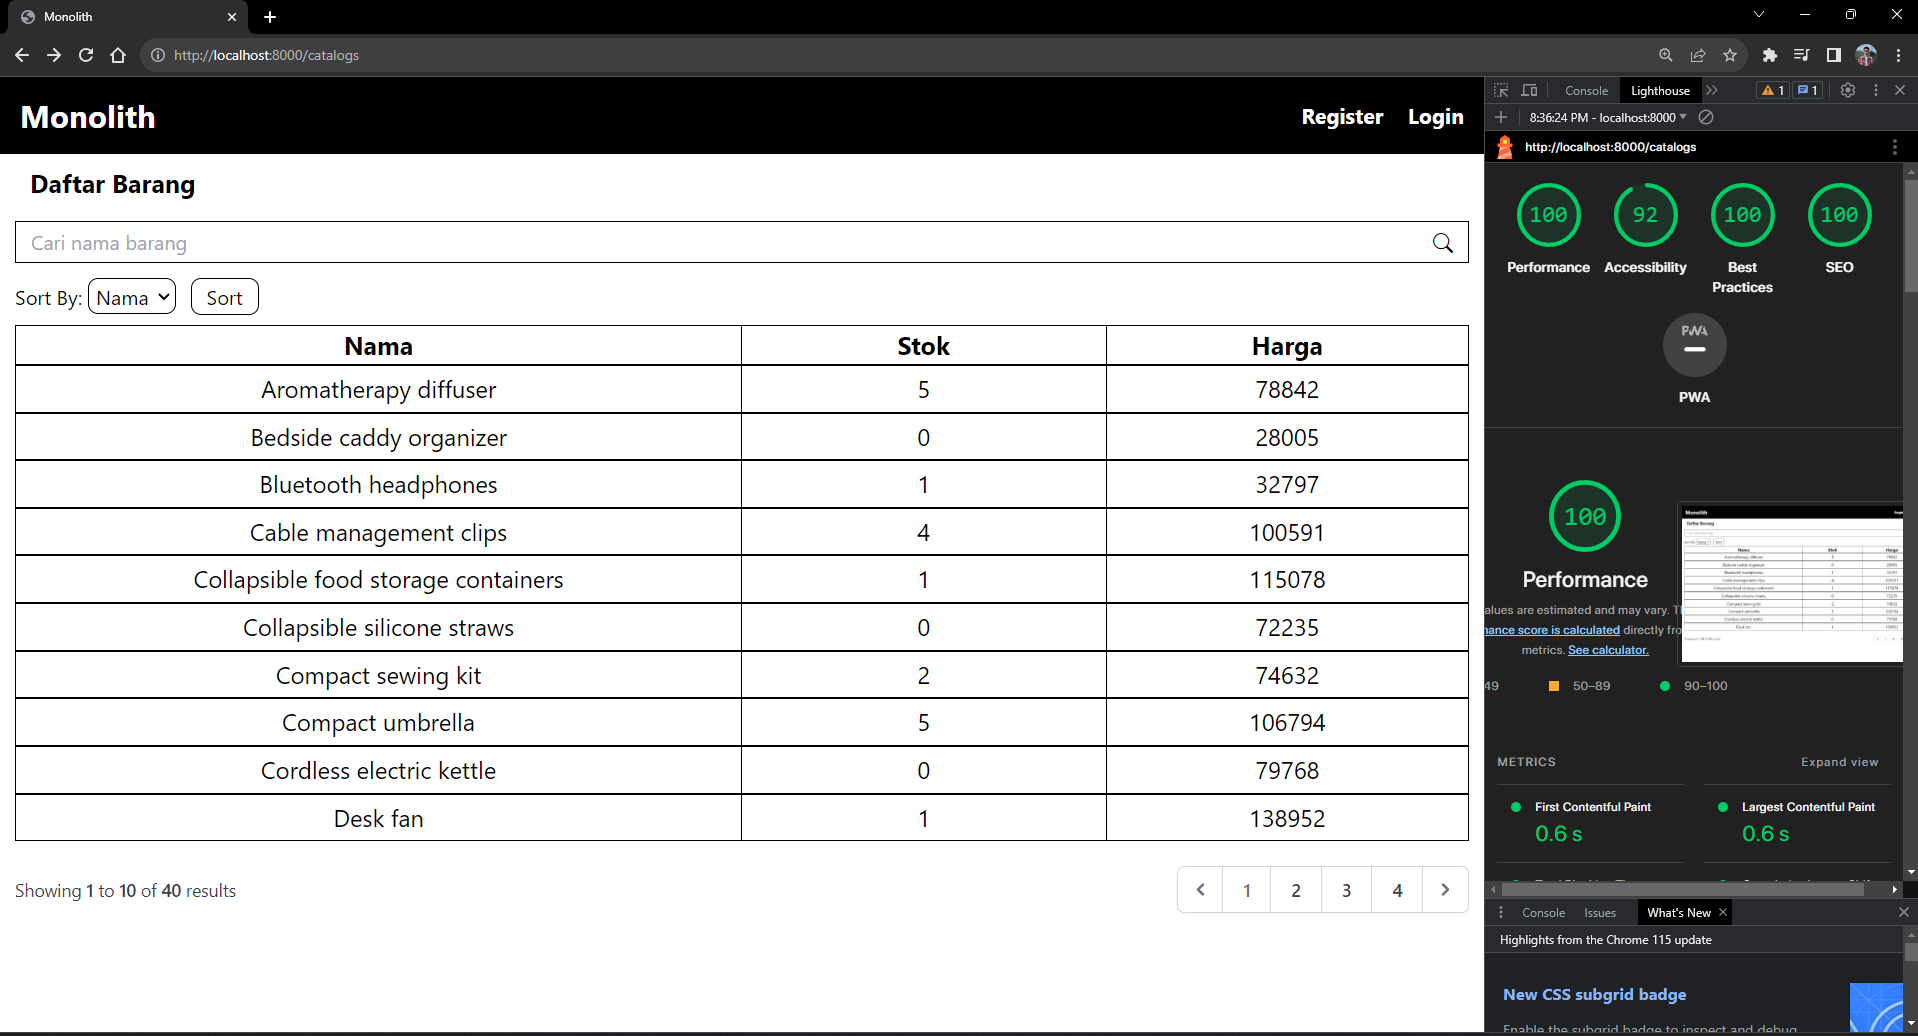 Monolith
http://localhost:8000/catalogs
Monolith
Register Login
Daftar Barang
Cari nama barang
Sort By: Nama Sort
Nama Stok Harga
Aromatherapy diffuser 5 78842
Bedside caddy organizer 0 28005
Bluetooth headphones 1 32797
Cable management clips 4 100591
Collapsible food storage containers 1 115078
Collapsible silicone straws 0 72235
Compact sewing kit 2 74632
Compact umbrella 5 106794
Cordless electric kettle 0 79768
Desk fan 1 138952
Showing 1 to 10 of 40 results
1 2 3 4
Console Lighthouse 1 1
8:36:24 PM - localhost:8000
http://localhost:8000/catalogs
100 92 100 100
Performance Accessibility Best Practices SEO
PWA
PWA
100
Performance
alues are estimated and may vary. T
nance score is calculated directly fro
metrics. See calculator.
49 50–89 90–100
METRICS Expand view
First Contentful Paint Largest Contentful Paint
0.6 s 0.6 s
Console Issues What's New
Highlights from the Chrome 115 update
New CSS subgrid badge
Enable the subgrid badge to inspect and debug